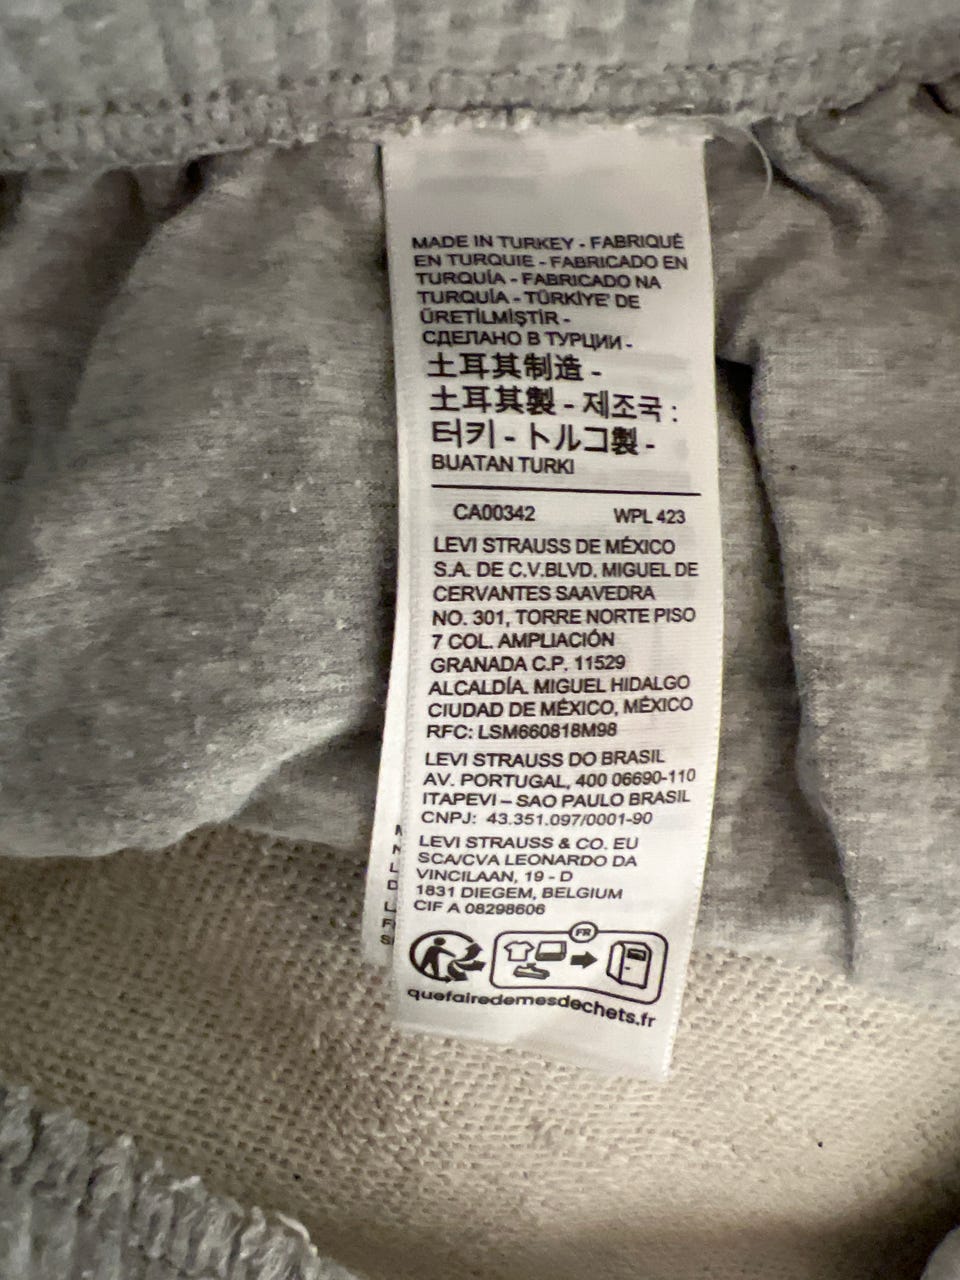 MADE IN TURKEY - FABRIQUÉ
EN TURQUIE - FABRICADO EN
TURQUÍA - FABRICADO NA
TURQUÍA - TÜRKİYE' DE
ÜRETİLMİŞTİR -
СДЕЛАНО В ТУРЦИИ -
土耳其制造 -
土耳其製 - 제조국 :
터키 - トルコ製 -
BUATAN TURKI
CA00342 WPL 423
LEVI STRAUSS DE MÉXICO
S.A. DE C.V.BLVD. MIGUEL DE
CERVANTES SAAVEDRA
NO. 301, TORRE NORTE PISO
7 COL. AMPLIACIÓN
GRANADA C.P. 11529
ALCALDÍA. MIGUEL HIDALGO
CIUDAD DE MÉXICO, MÉXICO
RFC: LSM660818M98
LEVI STRAUSS DO BRASIL
AV. PORTUGAL, 400 06690-110
ITAPEVI – SAO PAULO BRASIL
CNPJ: 43.351.097/0001-90
LEVI STRAUSS & CO. EU
SCA/CVA LEONARDO DA
VINCILAAN, 19 - D
1831 DIEGEM, BELGIUM
CIF A 08298606
FR
quefairedemesdechets.fr